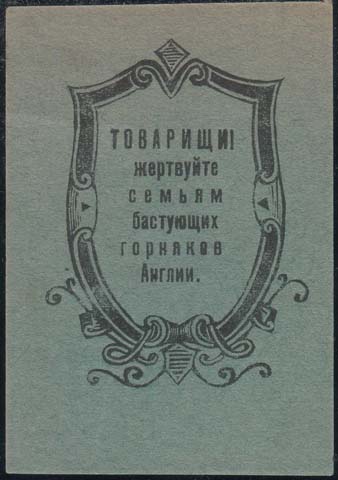 ТОВАРИЩИ!
жертвуйте
семьям
бастующих
горняков
Англии.